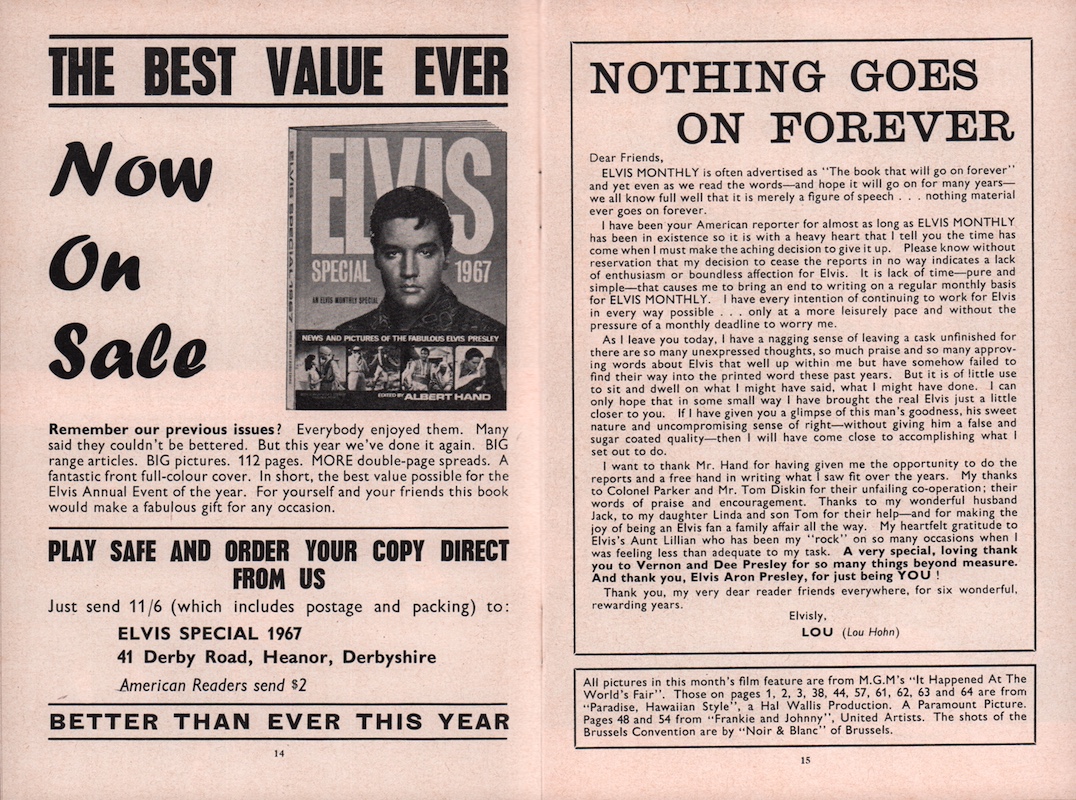 THE BEST VALUE EVER
Now
On
Sale
ELVIS SPECIAL 1967
ELVIS
SPECIAL 1967
AN ELVIS MONTHLY SPECIAL
NEWS AND PICTURES OF THE FABULOUS ELVIS PRESLEY
EDITED BY ALBERT HAND
Remember our previous issues? Everybody enjoyed them. Many
said they couldn't be bettered. But this year we've done it again. BIG
range articles. BIG pictures. 112 pages. MORE double-page spreads. A
fantastic front full-colour cover. In short, the best value possible for the
Elvis Annual Event of the year. For yourself and your friends this book
would make a fabulous gift for any occasion.
PLAY SAFE AND ORDER YOUR COPY DIRECT
FROM US
Just send 11/6 (which includes postage and packing) to:
ELVIS SPECIAL 1967
41 Derby Road, Heanor, Derbyshire
American Readers send $2
BETTER THAN EVER THIS YEAR
14
NOTHING GOES
ON FOREVER
Dear Friends,
ELVIS MONTHLY is often advertised as "The book that will go on forever"
and yet even as we read the words—and hope it will go on for many years—
we all know full well that it is merely a figure of speech . . . nothing material
ever goes on forever.
I have been your American reporter for almost as long as ELVIS MONTHLY
has been in existence so it is with a heavy heart that I tell you the time has
come when I must make the aching decision to give it up. Please know without
reservation that my decision to cease the reports in no way indicates a lack
of enthusiasm or boundless affection for Elvis. It is lack of time—pure and
simple—that causes me to bring an end to writing on a regular monthly basis
for ELVIS MONTHLY. I have every intention of continuing to work for Elvis
in every way possible . . . only at a more leisurely pace and without the
pressure of a monthly deadline to worry me.
As I leave you today, I have a nagging sense of leaving a task unfinished for
there are so many unexpressed thoughts, so much praise and so many approv-
ing words about Elvis that well up within me but have somehow failed to
find their way into the printed word these past years. But it is of little use
to sit and dwell on what I might have said, what I might have done. I can
only hope that in some small way I have brought the real Elvis just a little
closer to you. If I have given you a glimpse of this man's goodness, his sweet
nature and uncompromising sense of right—without giving him a false and
sugar coated quality—then I will have come close to accomplishing what I
set out to do.
I want to thank Mr. Hand for having given me the opportunity to do the
reports and a free hand in writing what I saw fit over the years. My thanks
to Colonel Parker and Mr. Tom Diskin for their unfailing co-operation; their
words of praise and encouragement. Thanks to my wonderful husband
Jack, to my daughter Linda and son Tom for their help—and for making the
joy of being an Elvis fan a family affair all the way. My heartfelt gratitude to
Elvis's Aunt Lillian who has been my "rock" on so many occasions when I
was feeling less than adequate to my task. A very special, loving thank
you to Vernon and Dee Presley for so many things beyond measure.
And thank you, Elvis Aron Presley, for just being YOU !
Thank you, my very dear reader friends everywhere, for six wonderful,
rewarding years.
Elvisly,
LOU (Lou Hohn)
All pictures in this month's film feature are from M.G.M's "It Happened At The
World's Fair". Those on pages 1, 2, 3, 38, 44, 57, 61, 62, 63 and 64 are from
"Paradise, Hawaiian Style", a Hal Wallis Production. A Paramount Picture.
Pages 48 and 54 from "Frankie and Johnny", United Artists. The shots of the
Brussels Convention are by "Noir & Blanc" of Brussels.
15